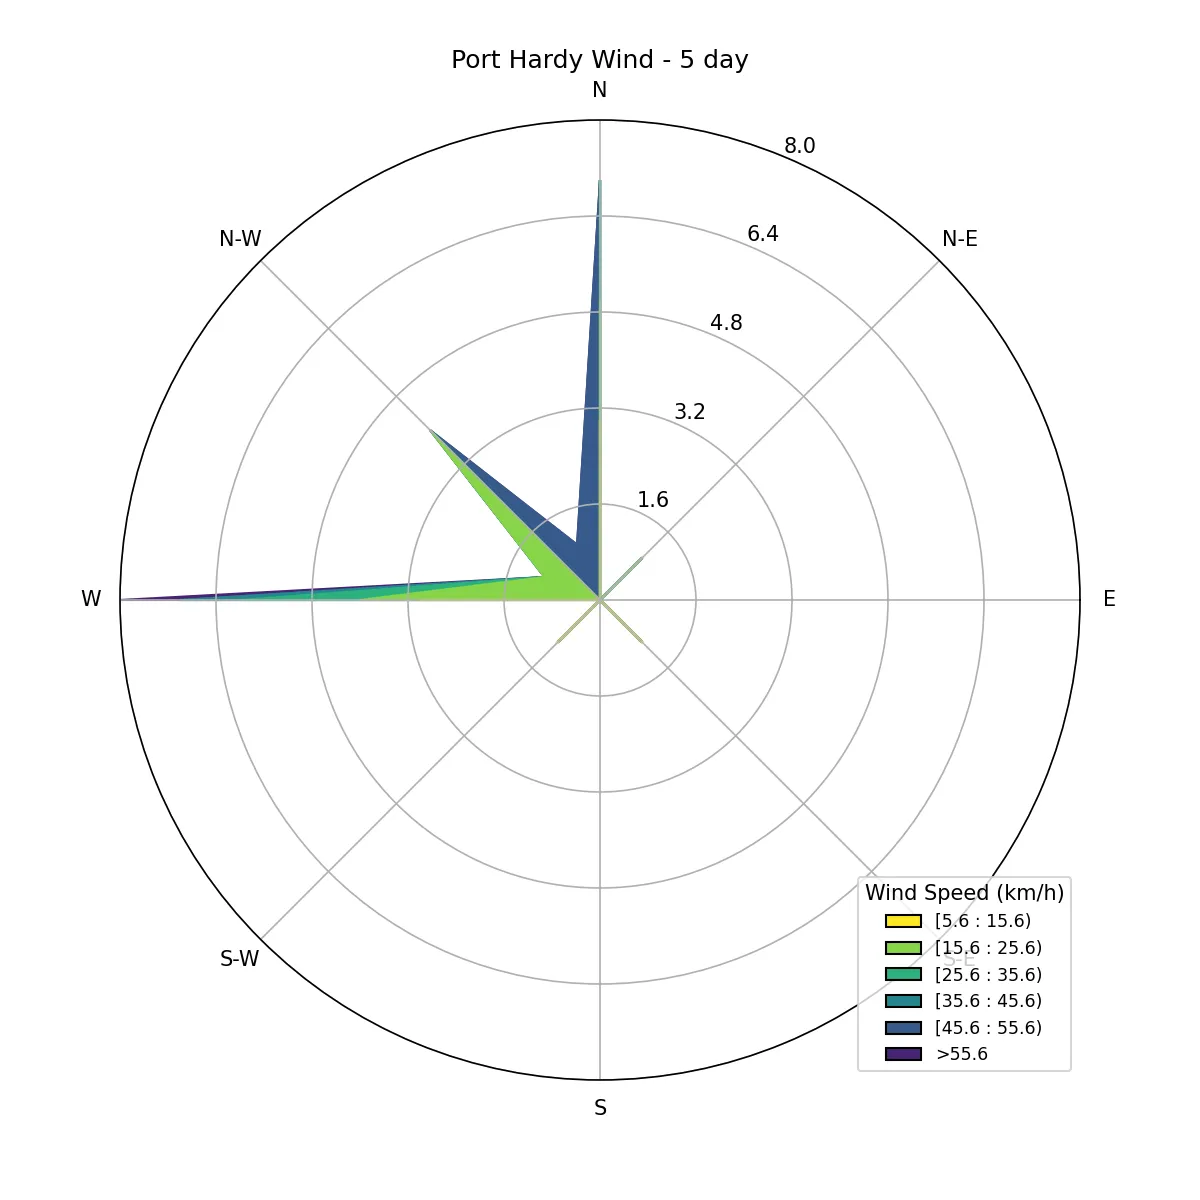 Port Hardy Wind - 5 day
N
8.0
N-W
N-E
6.4
4.8
3.2
1.6
W
E
Wind Speed (km/h)
[5.6 : 15.6)
[15.6 : 25.6)
S-W
S-E
[25.6 : 35.6)
[35.6 : 45.6)
[45.6 : 55.6)
>55.6
S